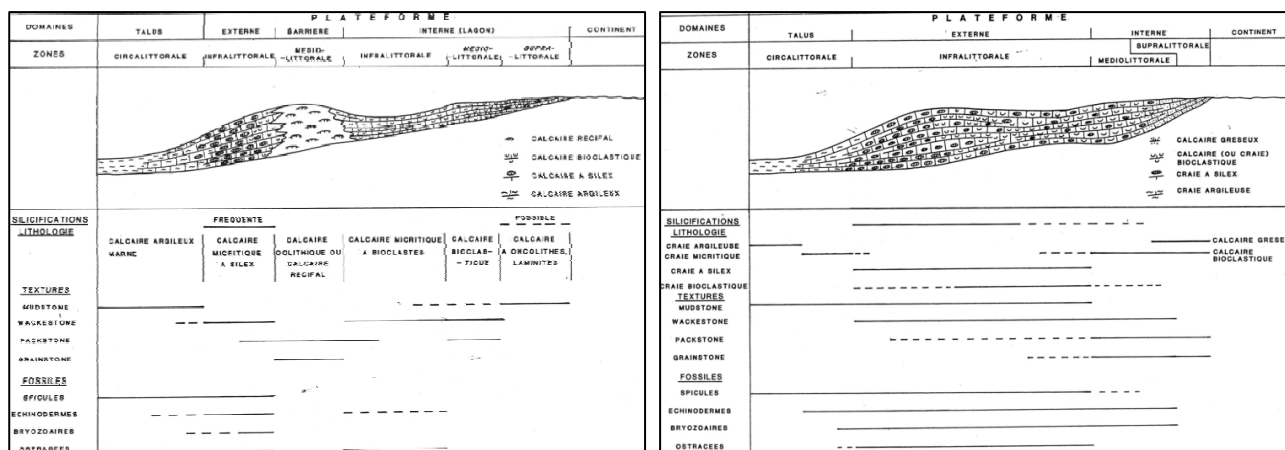 PLATEFORME
DOMAINES
TALUS
EXTERNE
BARRIERE
INTERNE (LAGON)
CONTINENT
ZONES
CIRCALITTORALE
INFRALITTORALE
MEDIO-
-LITTORALE
INFRALITTORALE
MEDIO-
LITTORALE
SUPRA-
-LITTORALE
CALCAIRE RECIFAL
CALCAIRE BIOCLASTIQUE
CALCAIRE A SILEX
CALCAIRE ARGILEUX
SILICIFICATIONS
FREQUENTE
POSSIBLE
LITHOLOGIE
CALCAIRE ARGILEUX
MARNE
CALCAIRE
MICRITIQUE
A SILEX
CALCAIRE
OOLITHIQUE OU
CALCAIRE
RECIFAL
CALCAIRE MICRITIQUE
A BIOCLASTES
CALCAIRE
BIOCLAS-
-TIQUE
CALCAIRE
A ONCOLITHES,
LAMINITES
TEXTURES
MUDSTONE
WACKESTONE
PACKSTONE
GRAINSTONE
FOSSILES
SPICULES
ECHINODERMES
BRYOZOAIRES
OSTRACEES
PLATEFORME
DOMAINES
TALUS
EXTERNE
INTERNE
CONTINENT
SUPRALITTORALE
ZONES
CIRCALITTORALE
INFRALITTORALE
MEDIOLITTORALE
CALCAIRE GRESEUX
CALCAIRE (OU CRAIE)
BIOCLASTIQUE
CRAIE A SILEX
CRAIE ARGILEUSE
SILICIFICATIONS
LITHOLOGIE
CRAIE ARGILEUSE
CALCAIRE GRESE
CRAIE MICRITIQUE
CALCAIRE
BIOCLASTIQUE
CRAIE A SILEX
CRAIE BIOCLASTIQUE
TEXTURES
MUDSTONE
WACKESTONE
PACKSTONE
GRAINSTONE
FOSSILES
SPICULES
ECHINODERMES
BRYOZOAIRES
OSTRACEES